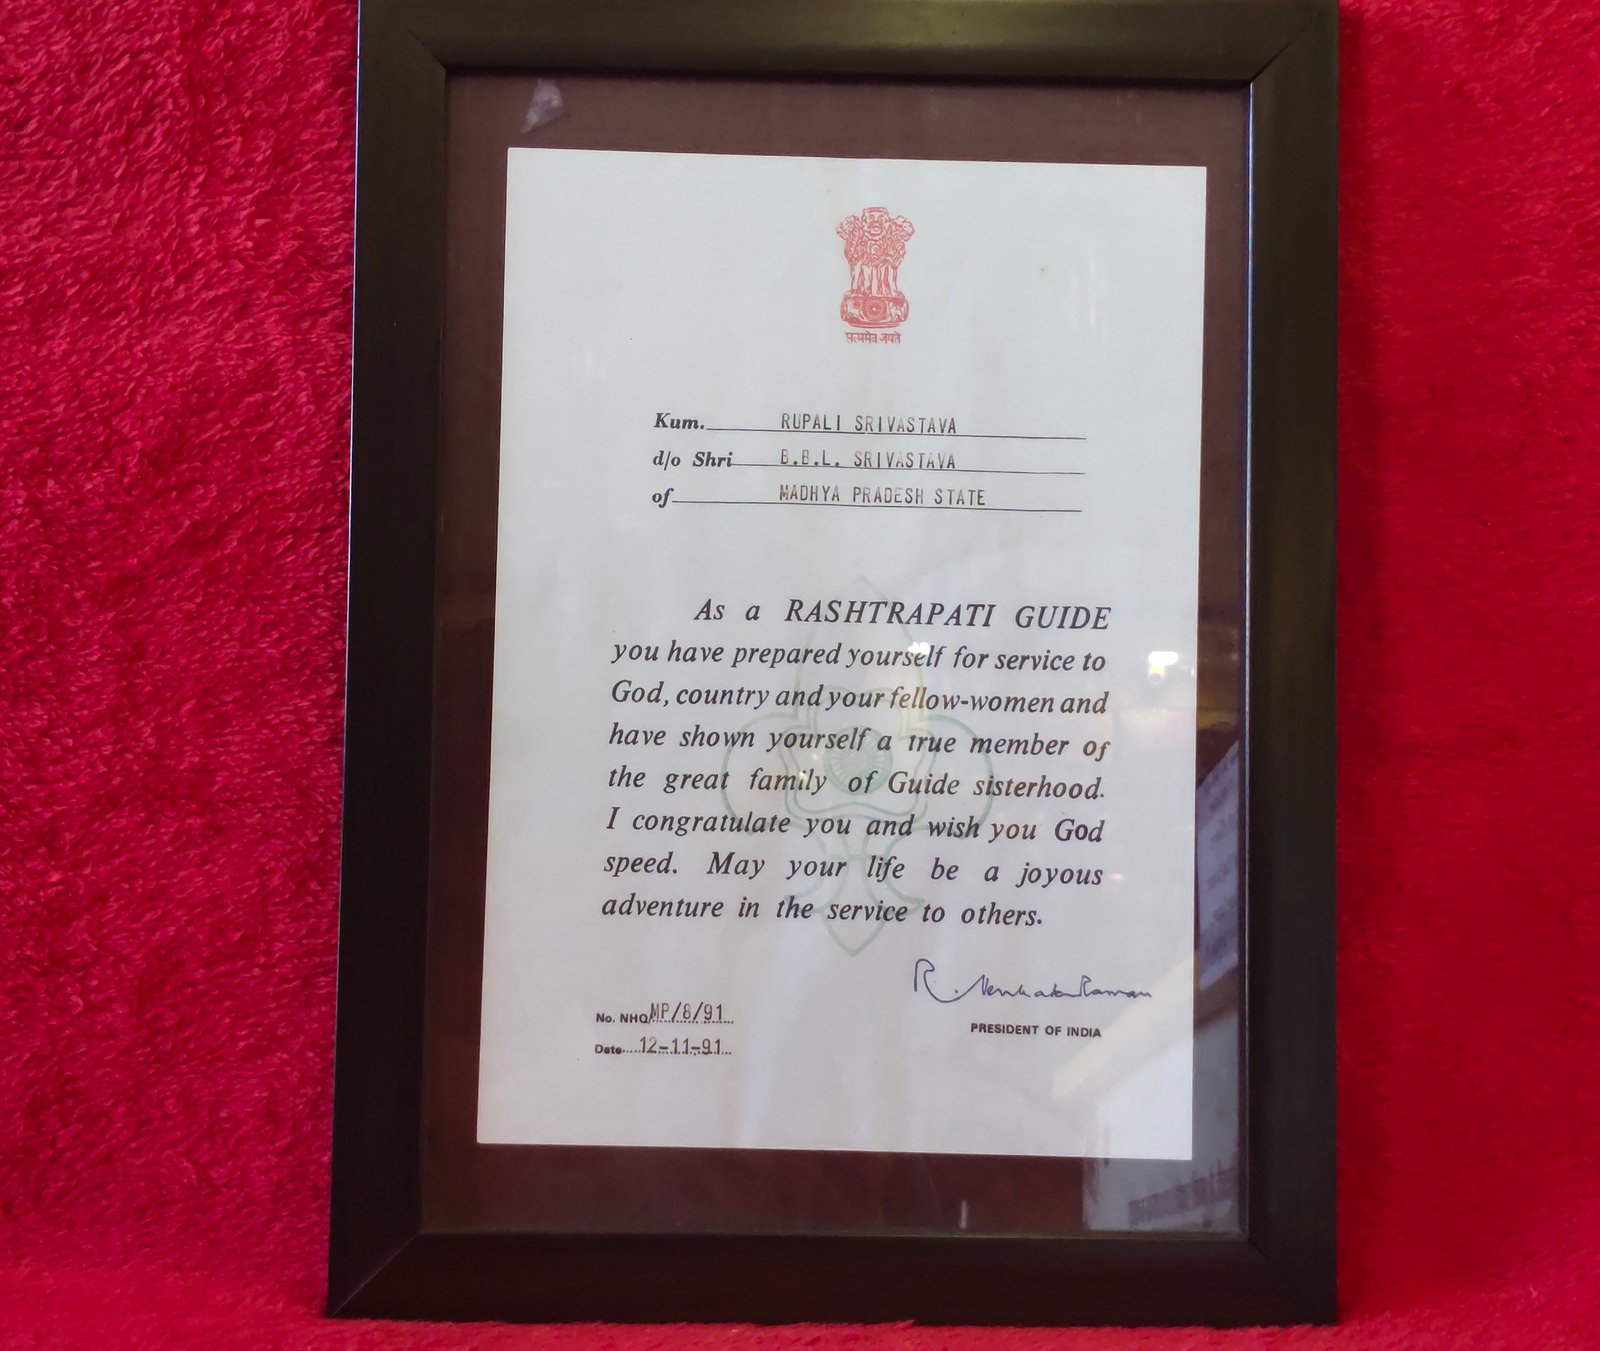 सत्यमेव जयते
Kum. RUPALI SRIVASTAVA
d/o Shri B.B.L. SRIVASTAVA
of MADHYA PRADESH STATE
As a RASHTRAPATI GUIDE
you have prepared yourself for service to
God, country and your fellow-women and
have shown yourself a true member of
the great family of Guide sisterhood.
I congratulate you and wish you God
speed. May your life be a joyous
adventure in the service to others.
R. Venkataraman
PRESIDENT OF INDIA
No. NHQ MP/8/91
Date 12-11-91